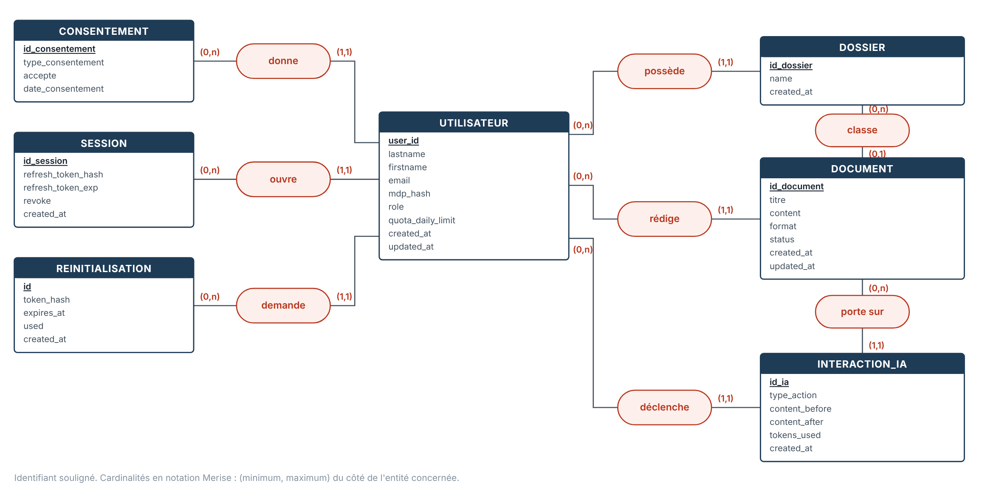 CONSENTEMENT
id_consentement
type_consentement
accepte
date_consentement
(0,n)
donne
(1,1)
SESSION
id_session
refresh_token_hash
refresh_token_exp
revoke
created_at
(0,n)
ouvre
(1,1)
REINITIALISATION
id
token_hash
expires_at
used
created_at
(0,n)
demande
(1,1)
UTILISATEUR
user_id
lastname
firstname
email
mdp_hash
role
quota_daily_limit
created_at
updated_at
(0,n)
possède
(1,1)
(0,n)
rédige
(1,1)
(0,n)
déclenche
(1,1)
DOSSIER
id_dossier
name
created_at
(0,n)
classe
(0,1)
DOCUMENT
id_document
titre
content
format
status
created_at
updated_at
(0,n)
porte sur
(1,1)
INTERACTION_IA
id_ia
type_action
content_before
content_after
tokens_used
created_at
Identifiant souligné. Cardinalités en notation Merise : (minimum, maximum) du côté de l'entité concernée.